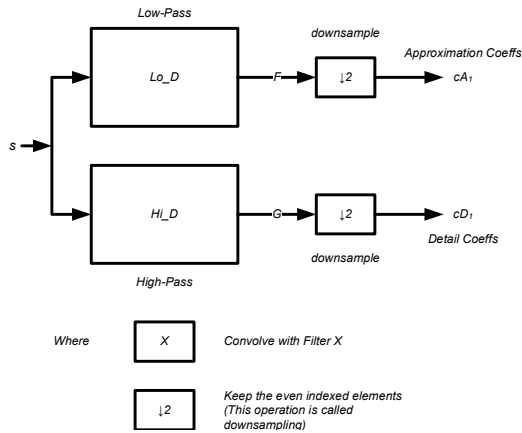 Low-Pass
downsample
Approximation Coeffs
Lo_D
F
↓2
cA₁
s
Hi_D
G
↓2
cD₁
Detail Coeffs
downsample
High-Pass
Where
X
Convolve with Filter X
↓2
Keep the even indexed elements
(This operation is called
downsampling)